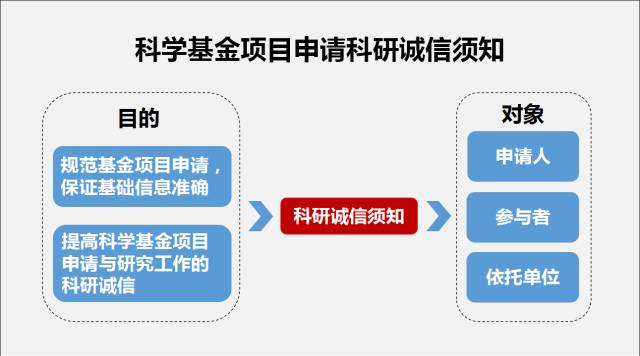 科学基金项目申请科研诚信须知
目的
规范基金项目申请，
保证基础信息准确
提高科学基金项目
申请与研究工作的
科研诚信
科研诚信须知
对象
申请人
参与者
依托单位